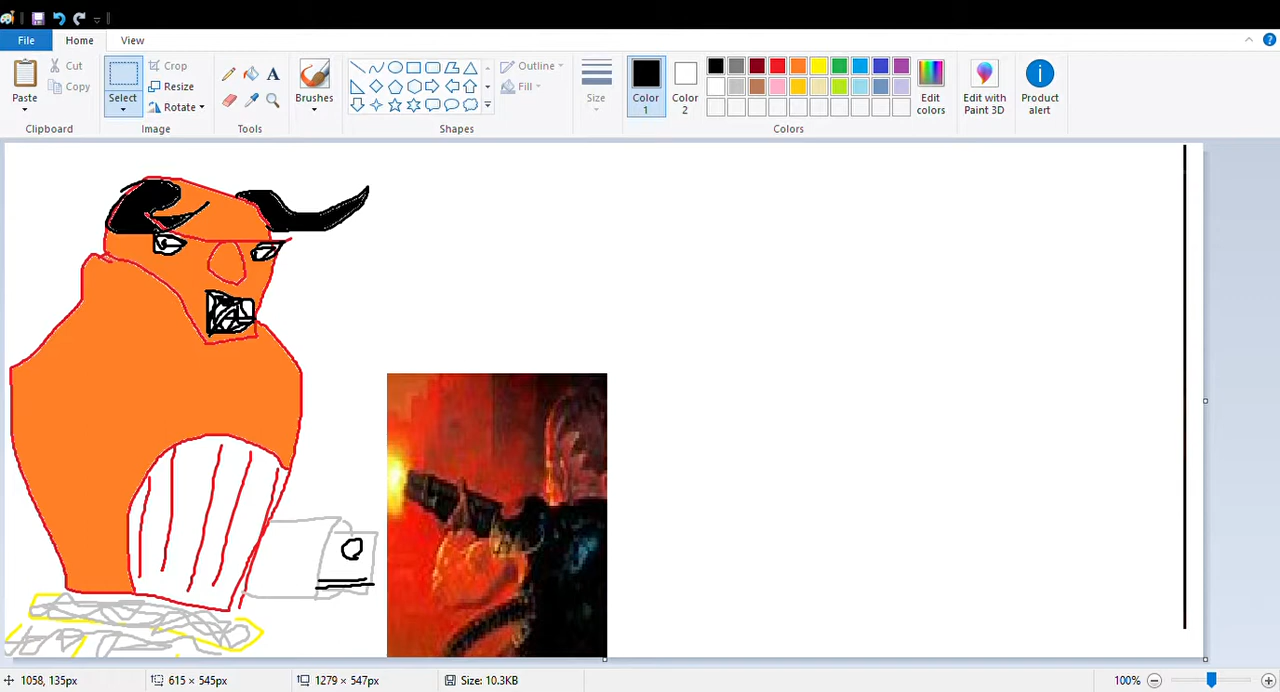 File Home View
Paste Cut Copy Clipboard
Select Crop Resize Rotate Image
Tools
Brushes
Outline Fill Shapes
Size
Color 1
Color 2
Edit colors
Colors
Edit with Paint 3D
Product alert
1058, 135px 615 × 545px 1279 × 547px Size: 10.3KB 100%